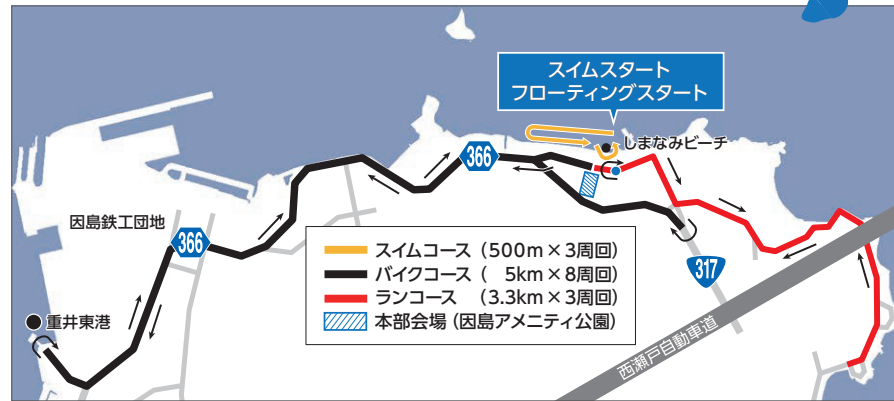 スイムスタート
フローティングスタート
しまなみビーチ
366
因島鉄工団地
366
317
スイムコース (500m×3周回)
バイクコース ( 5km×8周回)
ランコース (3.3km×3周回)
本部会場 (因島アメニティ公園)
重井東港
西瀬戸自動車道